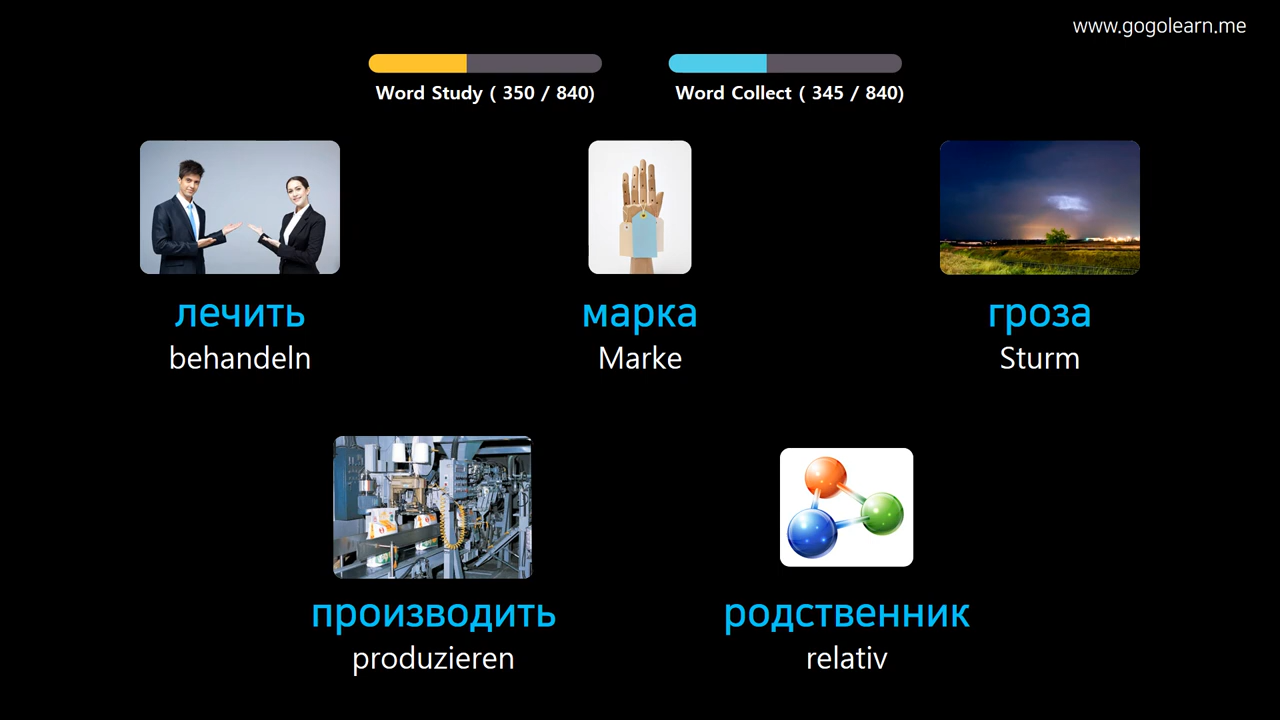 www.gogolearn.me
Word Study ( 350 / 840)
Word Collect ( 345 / 840)
лечить
behandeln
марка
Marke
гроза
Sturm
производить
produzieren
родственник
relativ